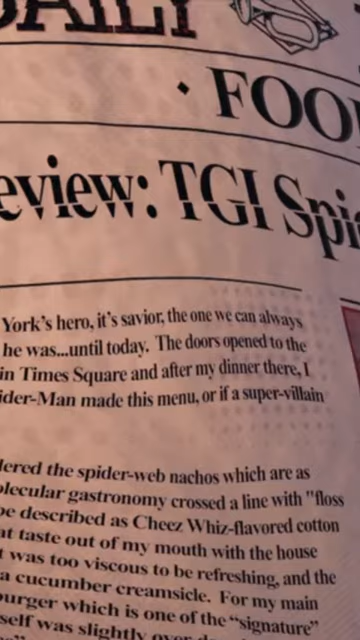 DAILY
· FOO
eview: TGI Spi
York's hero, it's savior, the one we can always
he was...until today. The doors opened to the
in Times Square and after my dinner there, I
ider-Man made this menu, or if a super-villain
dered the spider-web nachos which are as
olecular gastronomy crossed a line with "floss
be described as Cheez Whiz-flavored cotton
at taste out of my mouth with the house
t was too viscous to be refreshing, and the
a cucumber creamsicle. For my main
burger which is one of the “signature”
self was slightly